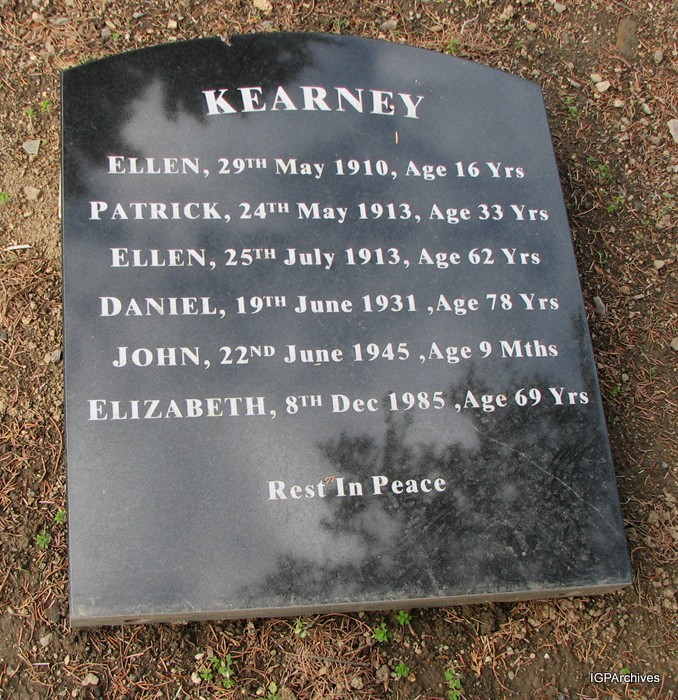 KEARNEY
ELLEN, 29TH May 1910, Age 16 Yrs
PATRICK, 24TH May 1913, Age 33 Yrs
ELLEN, 25TH July 1913, Age 62 Yrs
DANIEL, 19TH June 1931 ,Age 78 Yrs
JOHN, 22ND June 1945 ,Age 9 Mths
ELIZABETH, 8TH Dec 1985 ,Age 69 Yrs
Rest In Peace
IGPArchives